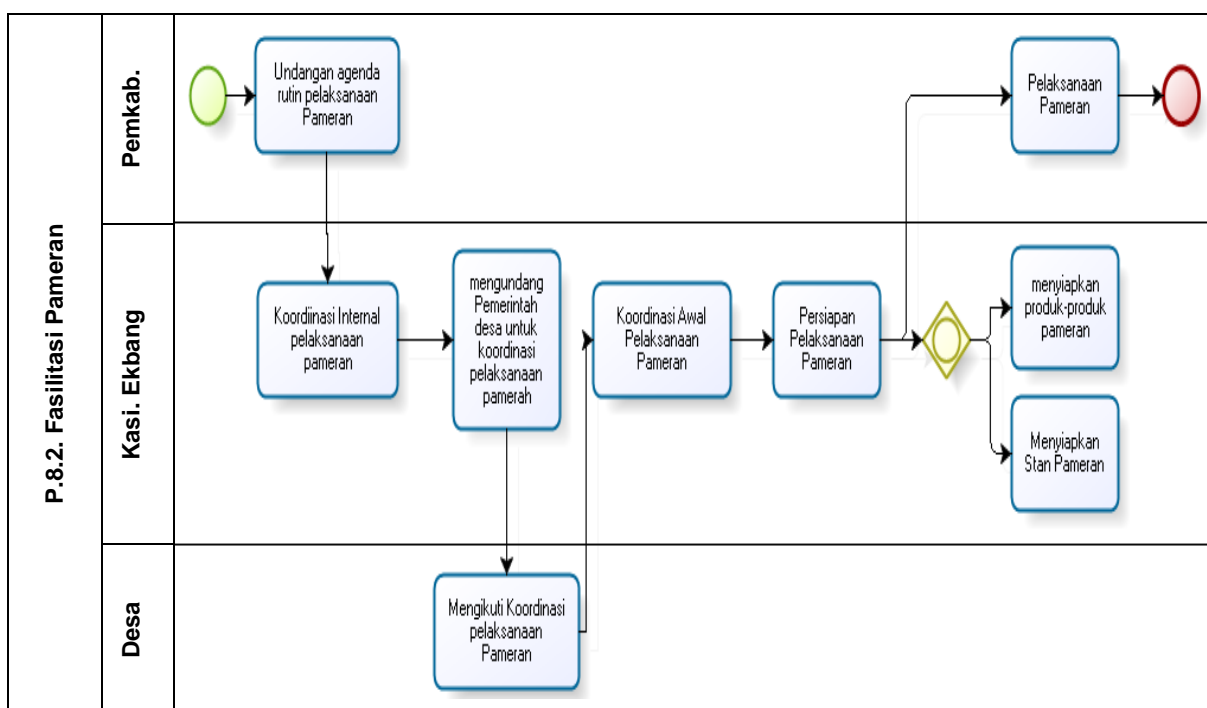 P.8.2. Fasilitasi Pameran
Pemkab.
Undangan agenda
rutin pelaksanaan
Pameran
Pelaksanaan
Pameran
Kasi. Ekbang
Koordiinasi Internal
pelaksanaan
pameran
mengundang
Pemerintah
desa untuk
koordinasi
pelaksanaan
pamerah
Koordinasi Awal
Pelaksanaan
Pameran
Persiapan
Pelaksanaan
Pameran
menyiapkan
produk-produk
pameran
Menyiapkan
Stan Pameran
Desa
Mengikuti Koordinasi
pelaksanaan
Pameran